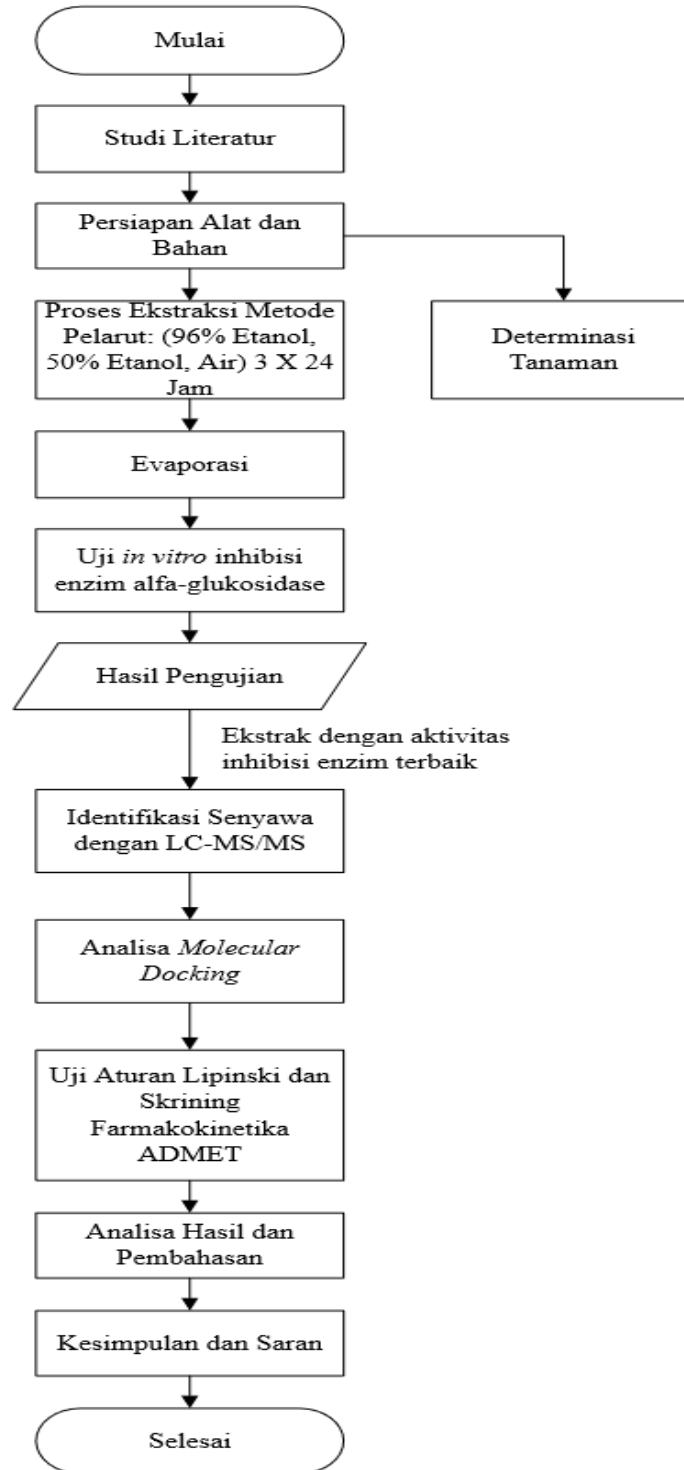 Mulai
Studi Literatur
Persiapan Alat dan
Bahan
Proses Ekstraksi Metode
Pelarut: (96% Etanol,
50% Etanol, Air) 3 X 24
Jam
Determinasi
Tanaman
Evaporasi
Uji in vitro inhibisi
enzim alfa-glukosidase
Hasil Pengujian
Ekstrak dengan aktivitas
inhibisi enzim terbaik
Identifikasi Senyawa
dengan LC-MS/MS
Analisa Molecular
Docking
Uji Aturan Lipinski dan
Skrining
Farmakokinetika
ADMET
Analisa Hasil dan
Pembahasan
Kesimpulan dan Saran
Selesai